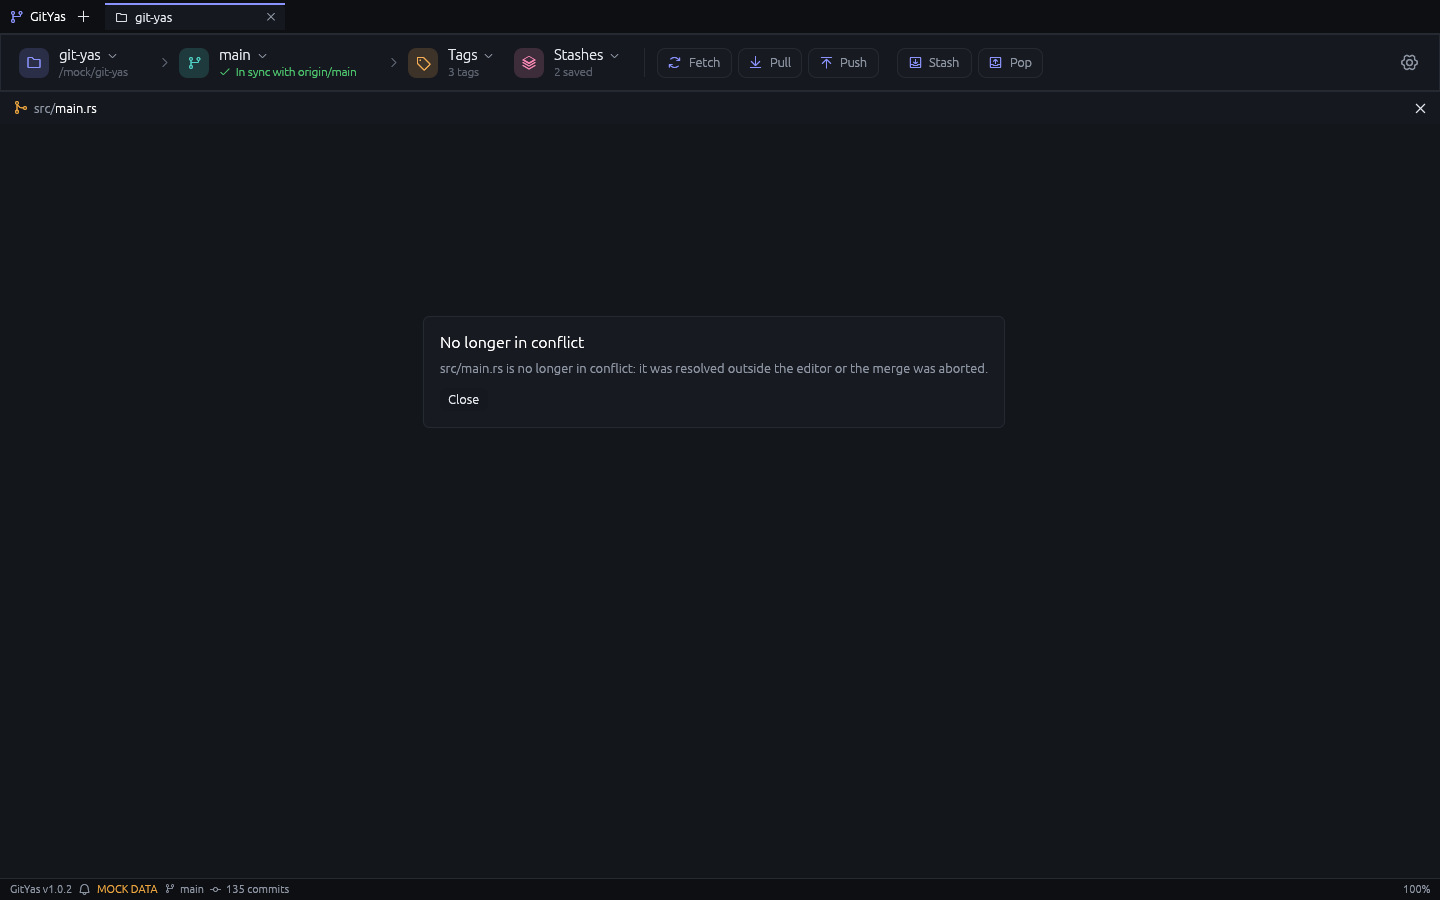 GitYas
git-yas
git-yas
/mock/git-yas
main
In sync with origin/main
Tags
3 tags
Stashes
2 saved
Fetch
Pull
Push
Stash
Pop
src/main.rs
No longer in conflict
src/main.rs is no longer in conflict: it was resolved outside the editor or the merge was aborted.
Close
GitYas v1.0.2 MOCK DATA main 135 commits 100%